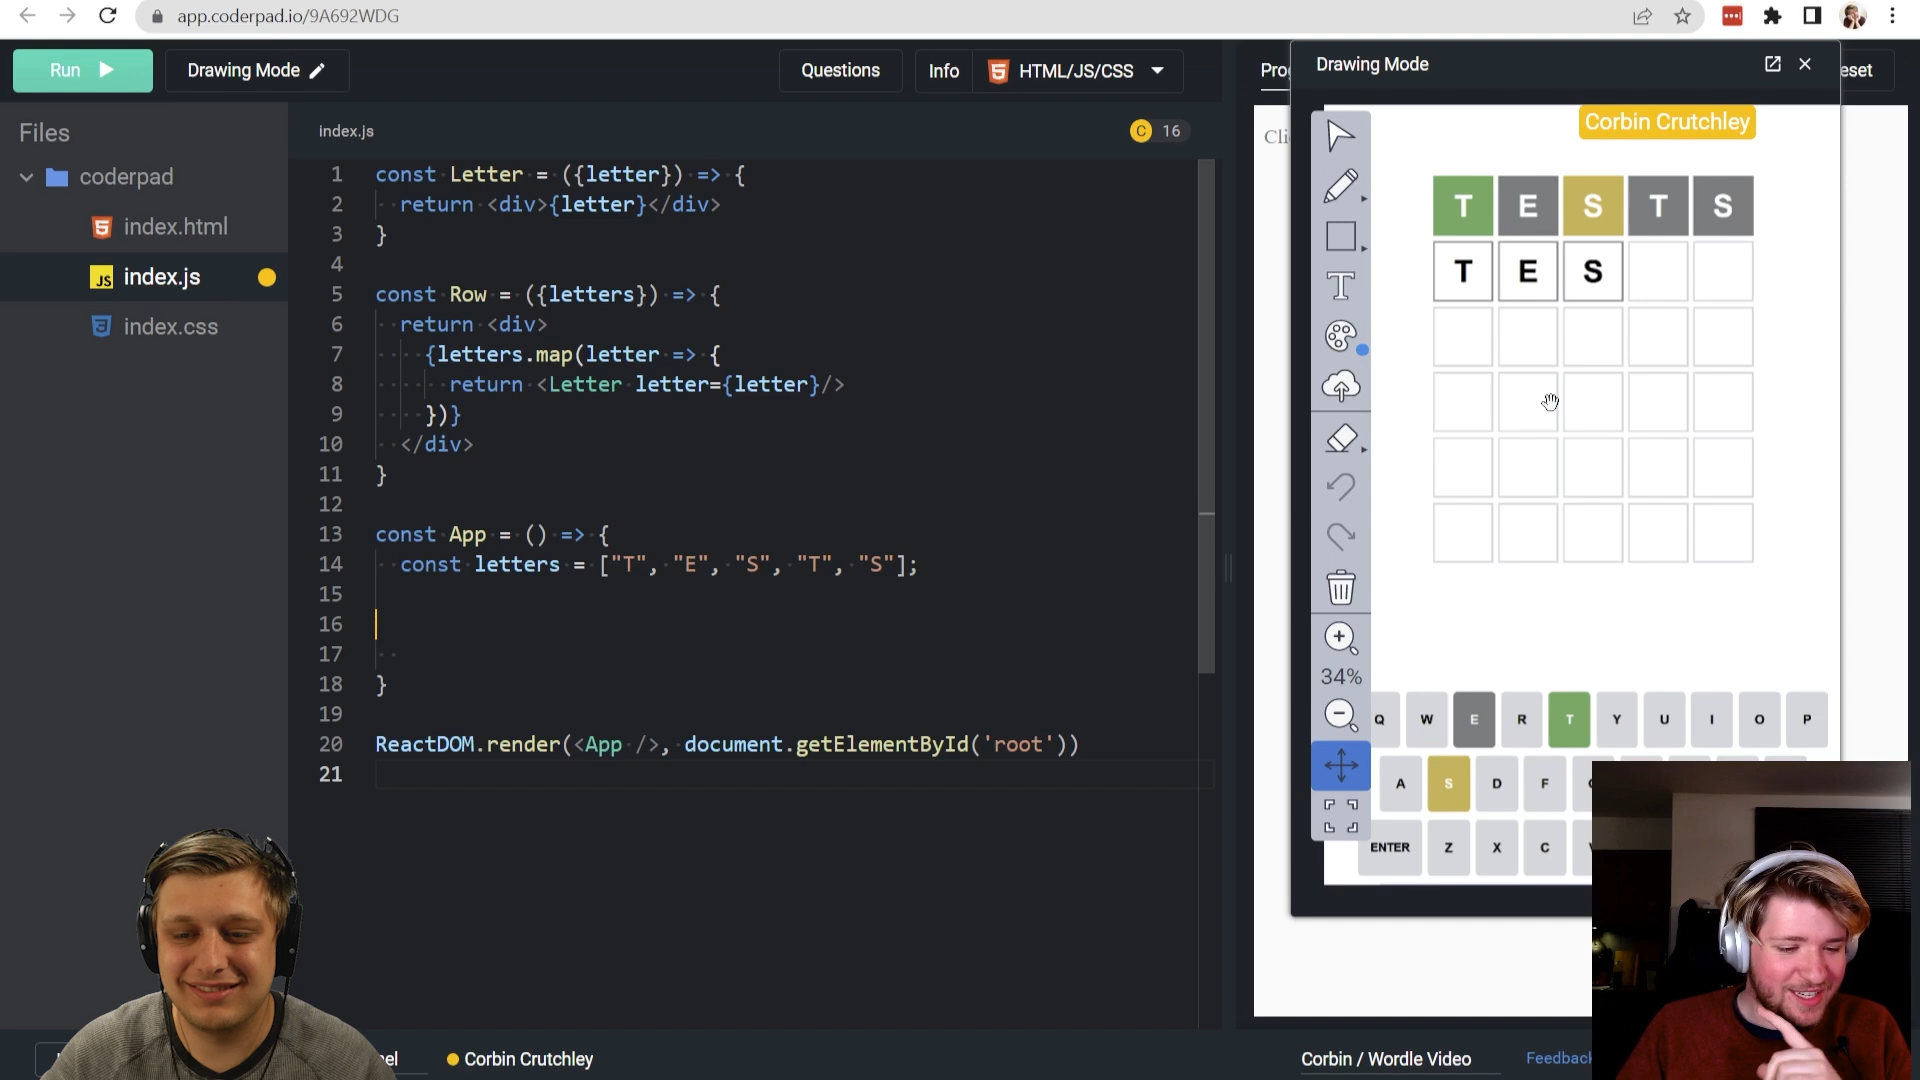 app.coderpad.io/9A692WDG
Run
Drawing Mode
Questions
Info
HTML/JS/CSS
Drawing Mode
eset
Files
coderpad
index.html
index.js
index.css
index.js
C 16
1 const Letter = ({letter}) => {
2 return <div>{letter}</div>
3 }
4
5 const Row = ({letters}) => {
6 return <div>
7 {letters.map(letter => {
8 return <Letter letter={letter}/>
9 })}
10 </div>
11 }
12
13 const App = () => {
14 const letters = ["T", "E", "S", "T", "S"];
15
16
17
18 }
19
20 ReactDOM.render(<App />, document.getElementById('root'))
21
Corbin Crutchley
T E S T S
T E S
34%
Q W E R T Y U I O P
A S D F
ENTER Z X C
Corbin Crutchley
Corbin / Wordle Video
Feedback